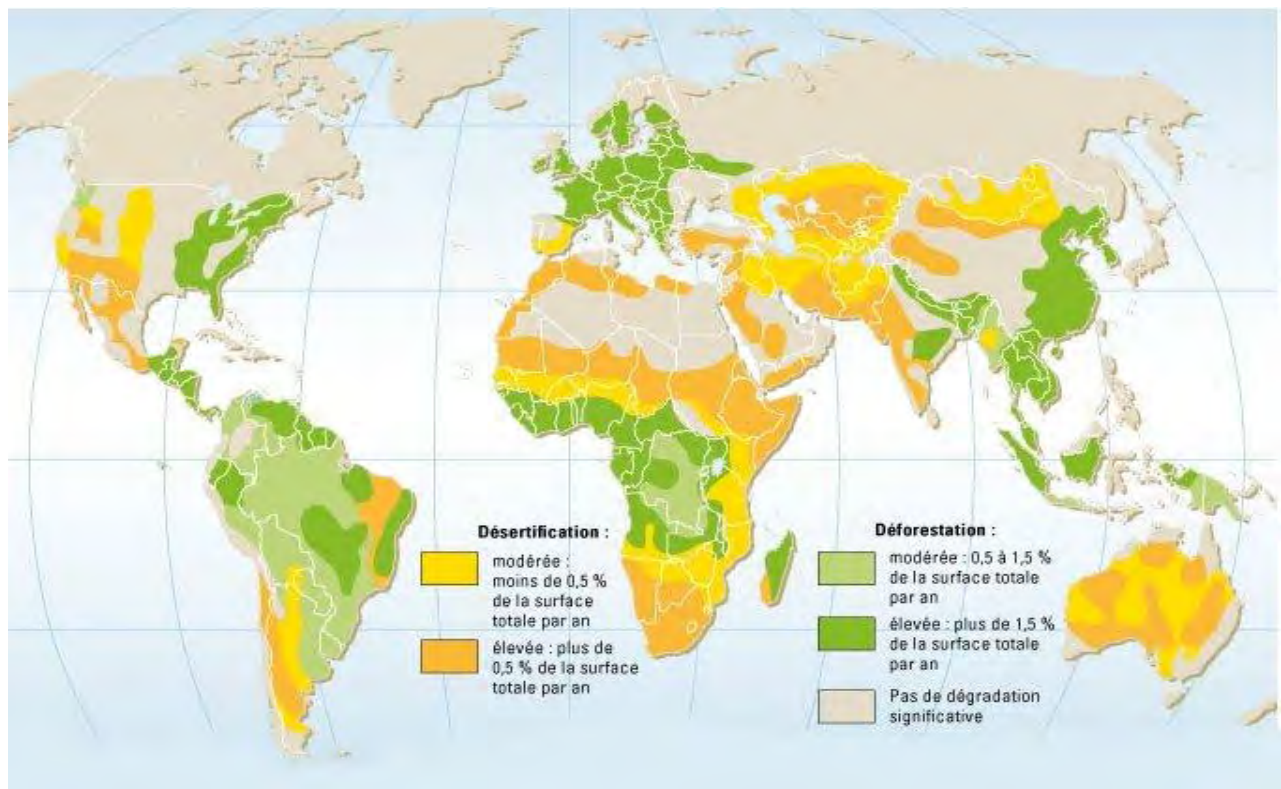 Désertification :
modérée :
moins de 0,5 %
de la surface
totale par an
élevée : plus de
0,5 % de la surface
totale par an
Déforestation :
modérée : 0,5 à 1,5 %
de la surface totale
par an
élevée : plus de 1,5 %
de la surface totale
par an
Pas de dégradation
significative